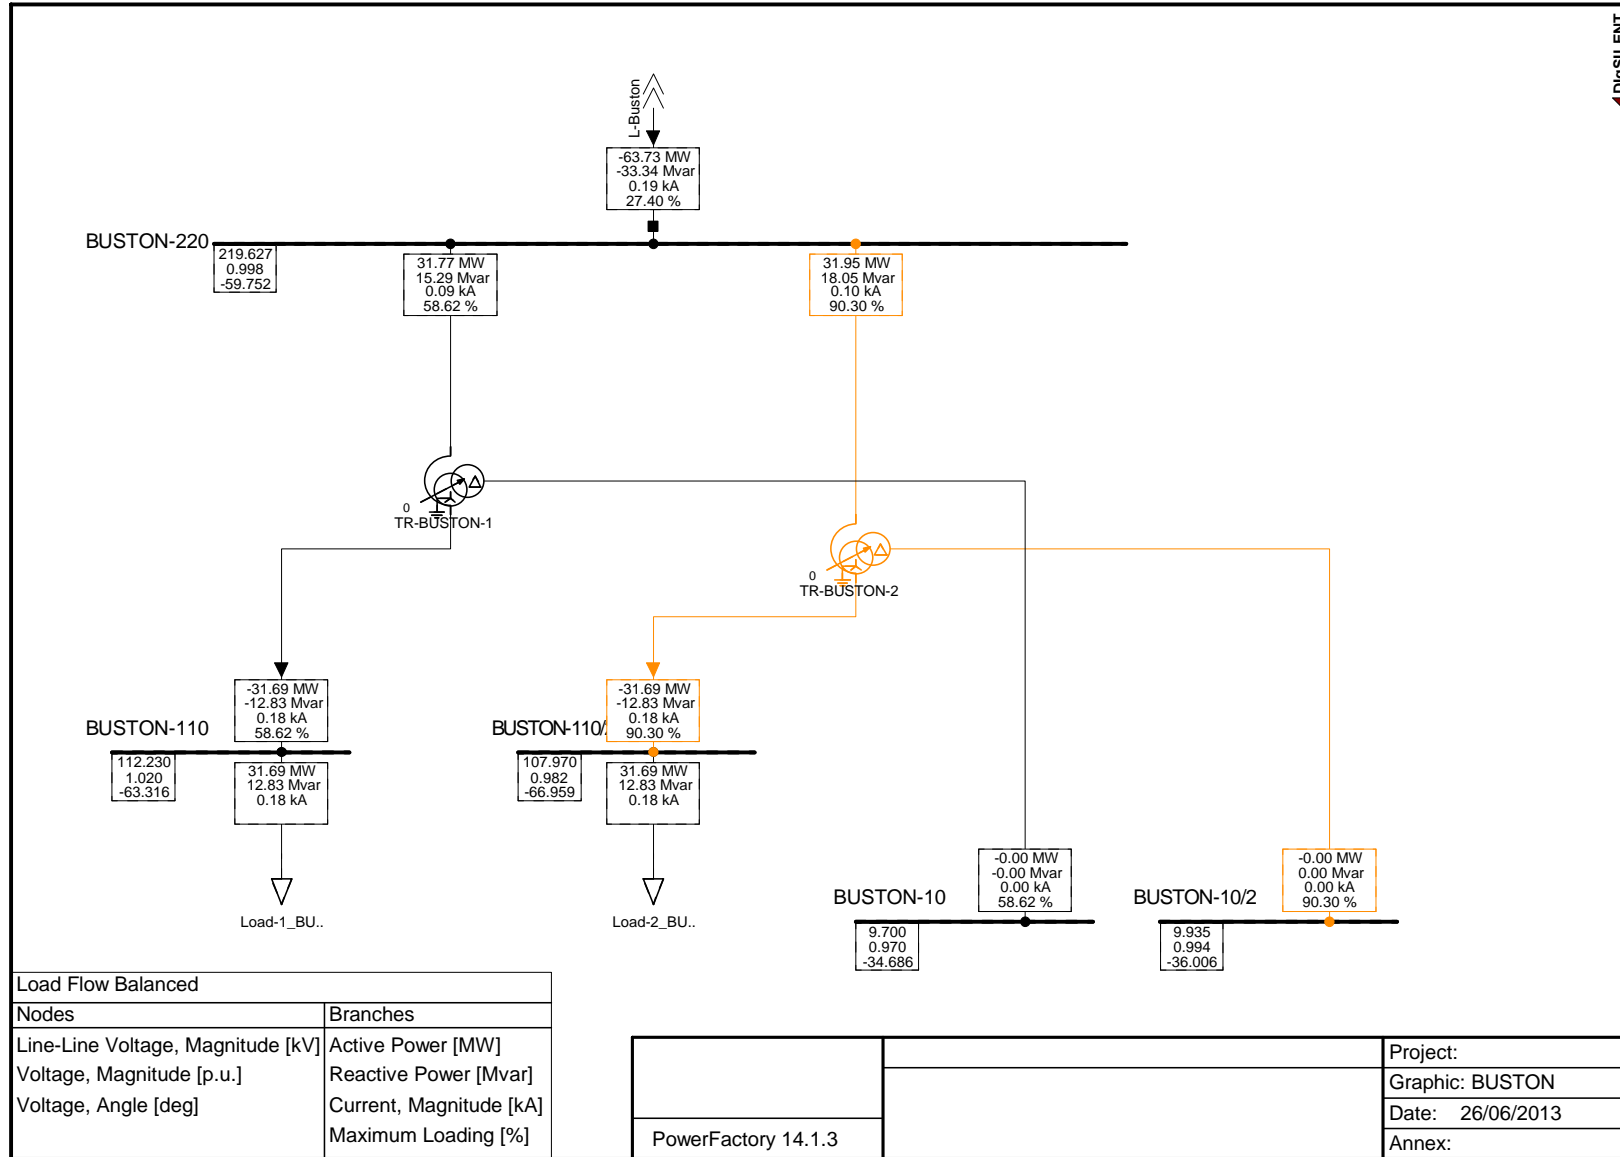 DIgSILENT
L-Buston
-63.73 MW
-33.34 Mvar
0.19 kA
27.40 %
BUSTON-220
219.627
0.998
-59.752
31.77 MW
15.29 Mvar
0.09 kA
58.62 %
31.95 MW
18.05 Mvar
0.10 kA
90.30 %
0
TR-BUSTON-1
0
TR-BUSTON-2
-31.69 MW
-12.83 Mvar
0.18 kA
58.62 %
BUSTON-110
112.230
1.020
-63.316
31.69 MW
12.83 Mvar
0.18 kA
Load-1_BU..
-31.69 MW
-12.83 Mvar
0.18 kA
90.30 %
BUSTON-110/
107.970
0.982
-66.959
31.69 MW
12.83 Mvar
0.18 kA
Load-2_BU..
-0.00 MW
-0.00 Mvar
0.00 kA
58.62 %
BUSTON-10
9.700
0.970
-34.686
-0.00 MW
0.00 Mvar
0.00 kA
90.30 %
BUSTON-10/2
9.935
0.994
-36.006
Load Flow Balanced
Nodes
Branches
Line-Line Voltage, Magnitude [kV]
Active Power [MW]
Voltage, Magnitude [p.u.]
Reactive Power [Mvar]
Voltage, Angle [deg]
Current, Magnitude [kA]
Maximum Loading [%]
PowerFactory 14.1.3
Project:
Graphic: BUSTON
Date: 26/06/2013
Annex: